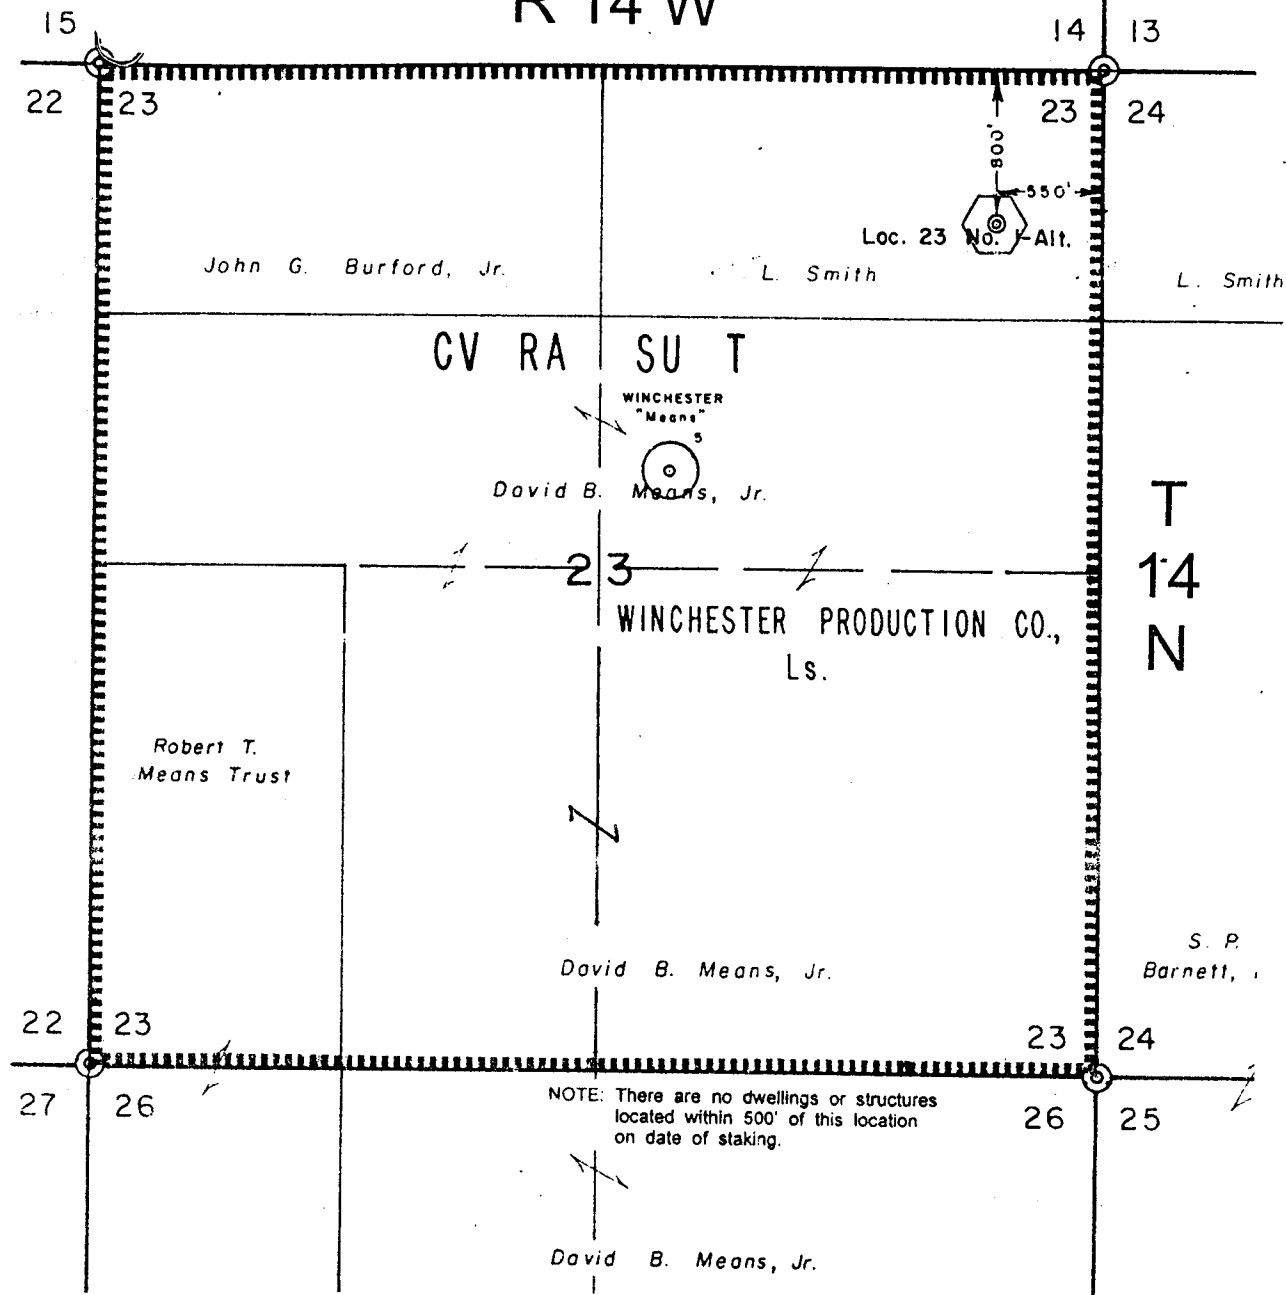 R 14 W
15
14 13
22 23
23 24
800'
550'
Loc. 23 No. 1-Alt.
John G. Burford, Jr.
L. Smith
L. Smith
CV RA SU T
WINCHESTER
"Means"
5
David B. Means, Jr.
T
14
N
23
WINCHESTER PRODUCTION CO.,
Ls.
Robert T.
Means Trust
David B. Means, Jr.
S. P.
Barnett,
22 23
23 24
27 26
26 25
NOTE: There are no dwellings or structures
located within 500' of this location
on date of staking.
David B. Means, Jr.